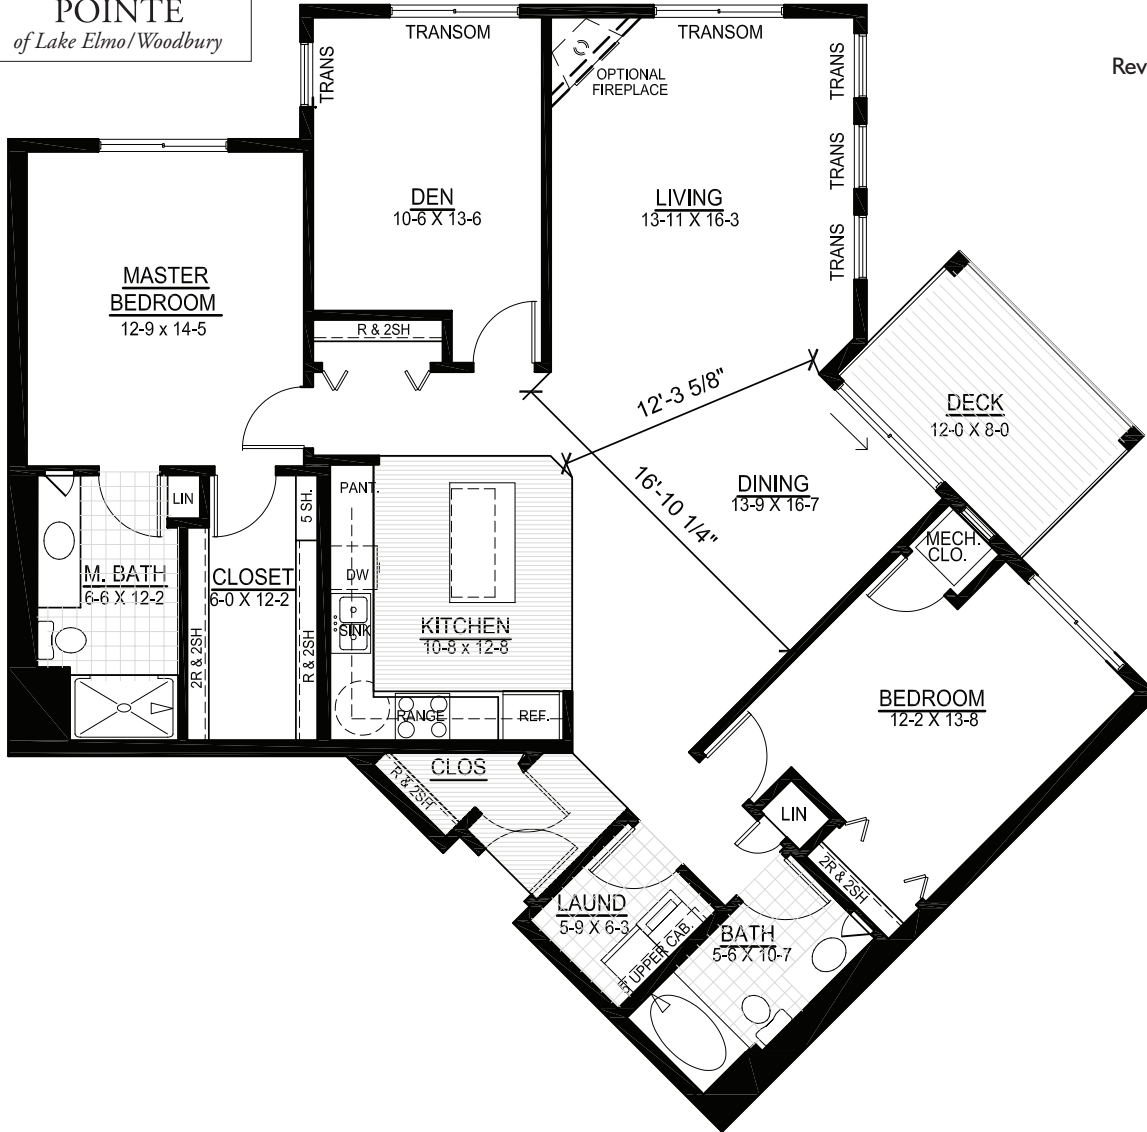 POINTE
of Lake Elmo/Woodbury
Rev
TRANSOM
TRANSOM
TRANS
OPTIONAL
FIREPLACE
TRANS
TRANS
TRANS
DEN
10-6 X 13-6
LIVING
13-11 X 16-3
MASTER
BEDROOM
12-9 x 14-5
R & 2SH
12'-3 5/8"
16'-10 1/4"
DECK
12-0 X 8-0
DINING
13-9 X 16-7
MECH.
CLO.
LIN
5 SH.
PANT.
DW
M. BATH
6-6 X 12-2
CLOSET
6-0 X 12-2
2R & 2SH
R & 2SH
SINK
KITCHEN
10-8 x 12-8
RANGE
REF.
BEDROOM
12-2 X 13-8
CLOS
R & 2SH
LIN
2R & 2SH
LAUND
5-9 X 6-3
UPPER CAB.
BATH
5-6 X 10-7